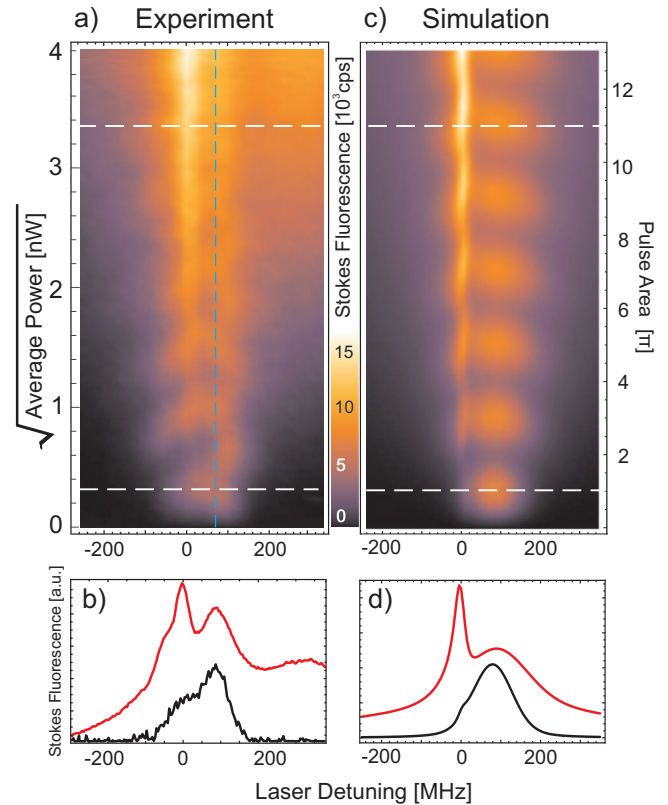 a) Experiment
c) Simulation
√Average Power [nW]
4
3
2
1
0
-200 0 200
Stokes Fluorescence [10³cps]
15
10
5
0
12
10
8
6
4
2
Pulse Area [π]
-200 0 200
b)
Stokes Fluorescence [a.u.]
-200 0 200
d)
-200 0 200
Laser Detuning [MHz]